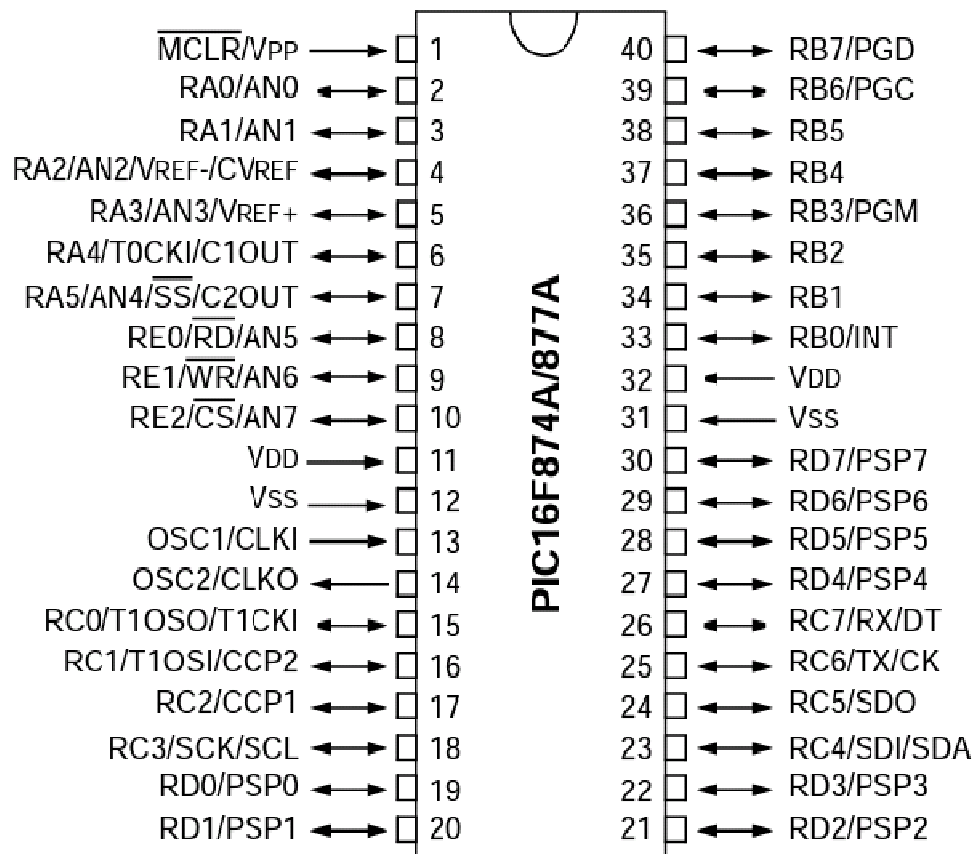 MCLR/VPP 1 40 RB7/PGD
RA0/AN0 2 39 RB6/PGC
RA1/AN1 3 38 RB5
RA2/AN2/VREF-/CVREF 4 37 RB4
RA3/AN3/VREF+ 5 36 RB3/PGM
RA4/T0CKI/C1OUT 6 35 RB2
RA5/AN4/SS/C2OUT 7 34 RB1
RE0/RD/AN5 8 33 RB0/INT
RE1/WR/AN6 9 32 VDD
RE2/CS/AN7 10 31 VSS
VDD 11 30 RD7/PSP7
VSS 12 29 RD6/PSP6
OSC1/CLKI 13 28 RD5/PSP5
OSC2/CLKO 14 27 RD4/PSP4
RC0/T1OSO/T1CKI 15 26 RC7/RX/DT
RC1/T1OSI/CCP2 16 25 RC6/TX/CK
RC2/CCP1 17 24 RC5/SDO
RC3/SCK/SCL 18 23 RC4/SDI/SDA
RD0/PSP0 19 22 RD3/PSP3
RD1/PSP1 20 21 RD2/PSP2
PIC16F874A/877A